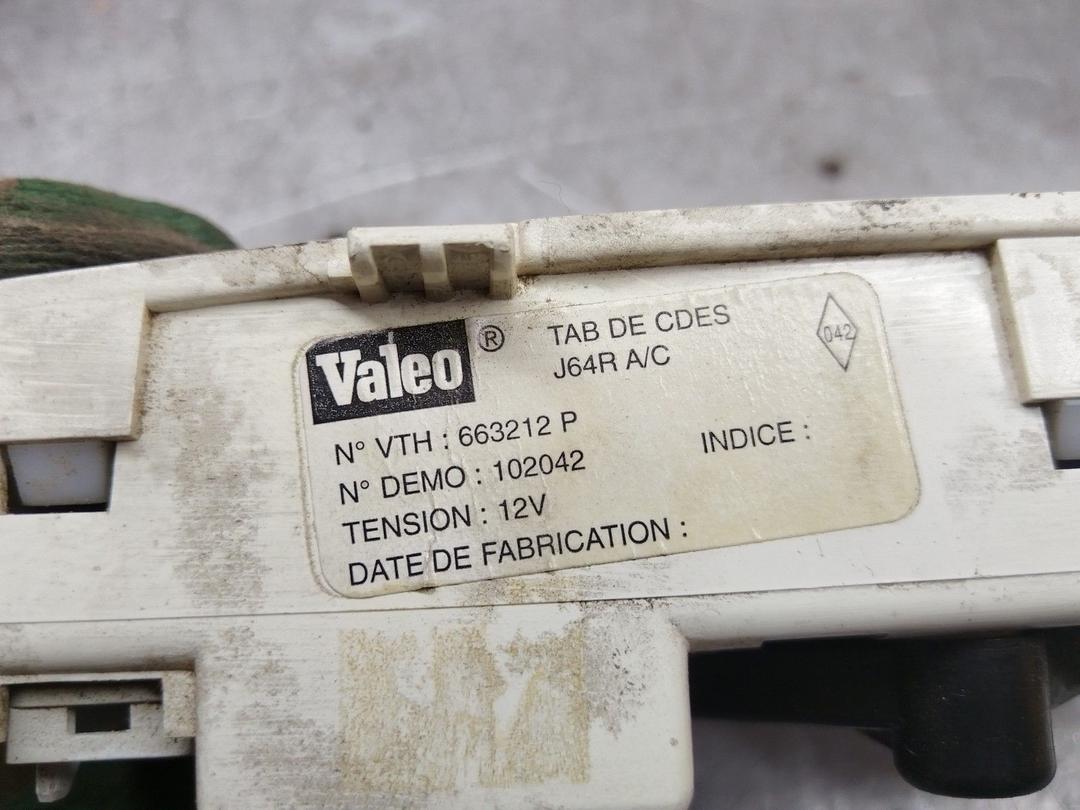 Valeo ®
TAB DE CDES
J64R A/C
042
N° VTH : 663212 P
N° DEMO : 102042
INDICE :
TENSION : 12V
DATE DE FABRICATION :